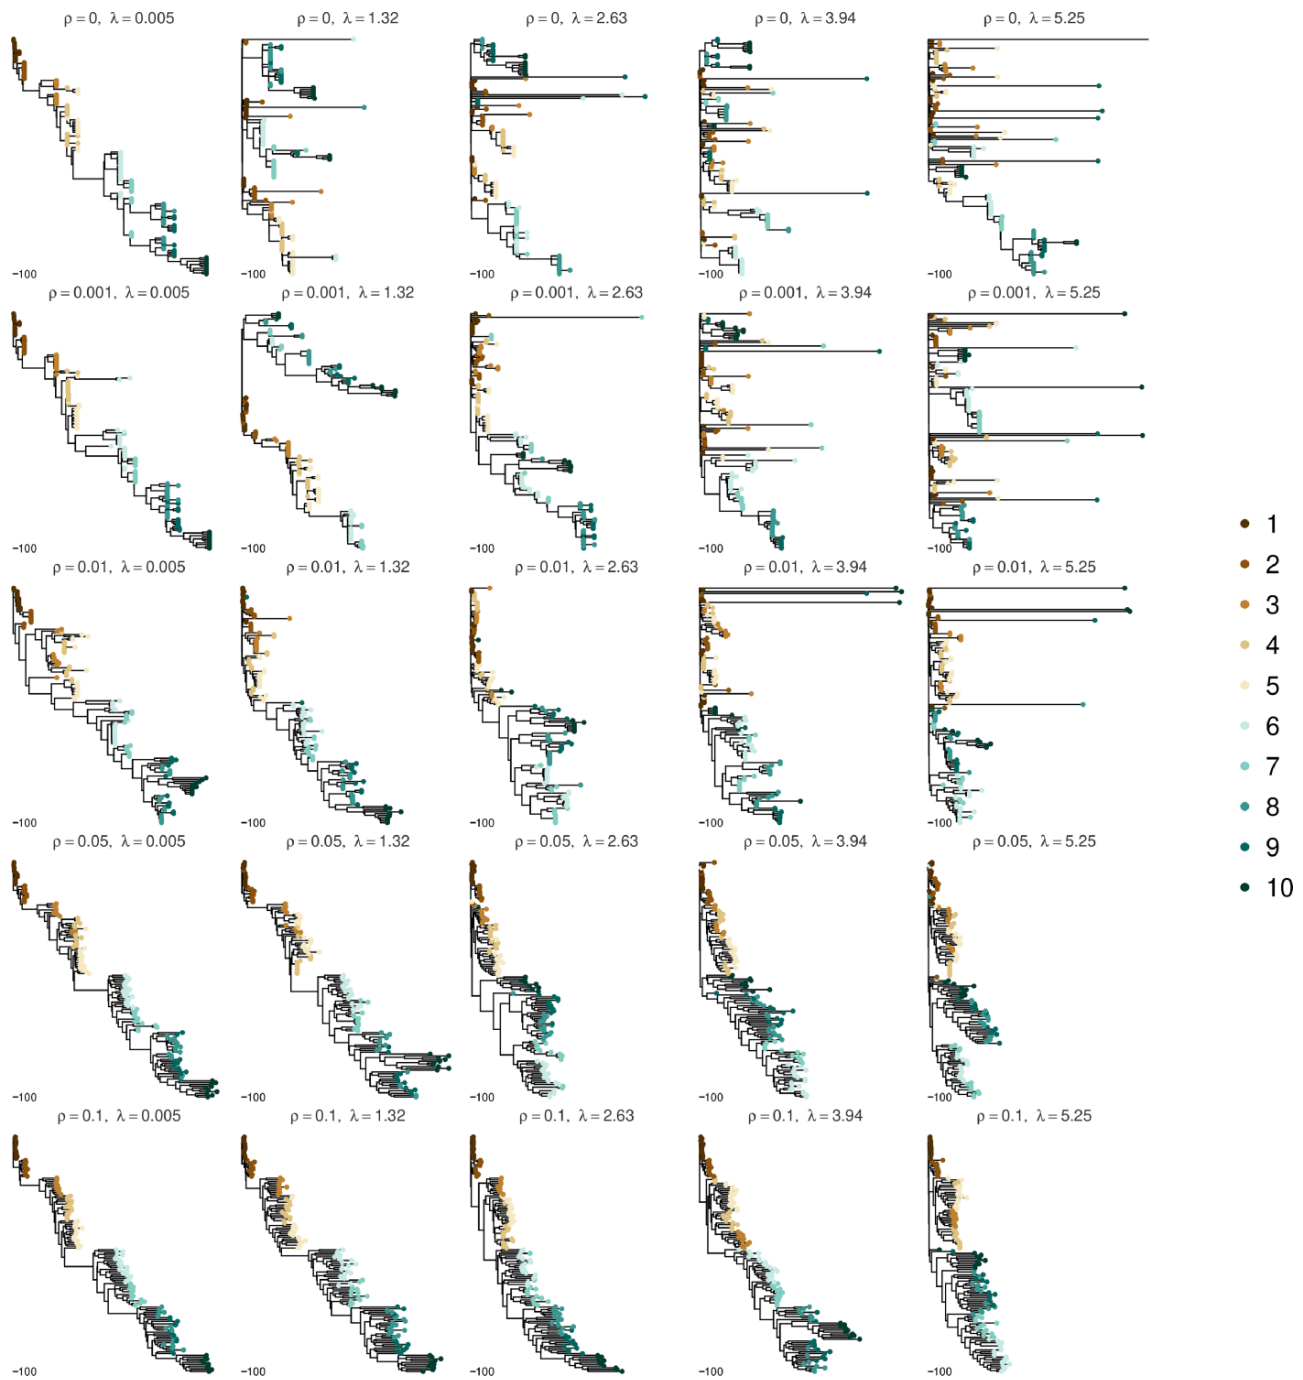 ρ = 0, λ = 0.005
ρ = 0, λ = 1.32
ρ = 0, λ = 2.63
ρ = 0, λ = 3.94
ρ = 0, λ = 5.25
−100
−100
−100
−100
−100
ρ = 0.001, λ = 0.005
ρ = 0.001, λ = 1.32
ρ = 0.001, λ = 2.63
ρ = 0.001, λ = 3.94
ρ = 0.001, λ = 5.25
−100
−100
−100
−100
−100
ρ = 0.01, λ = 0.005
ρ = 0.01, λ = 1.32
ρ = 0.01, λ = 2.63
ρ = 0.01, λ = 3.94
ρ = 0.01, λ = 5.25
−100
−100
−100
−100
−100
ρ = 0.05, λ = 0.005
ρ = 0.05, λ = 1.32
ρ = 0.05, λ = 2.63
ρ = 0.05, λ = 3.94
ρ = 0.05, λ = 5.25
−100
−100
−100
−100
−100
ρ = 0.1, λ = 0.005
ρ = 0.1, λ = 1.32
ρ = 0.1, λ = 2.63
ρ = 0.1, λ = 3.94
ρ = 0.1, λ = 5.25
−100
−100
−100
−100
−100
1
2
3
4
5
6
7
8
9
10